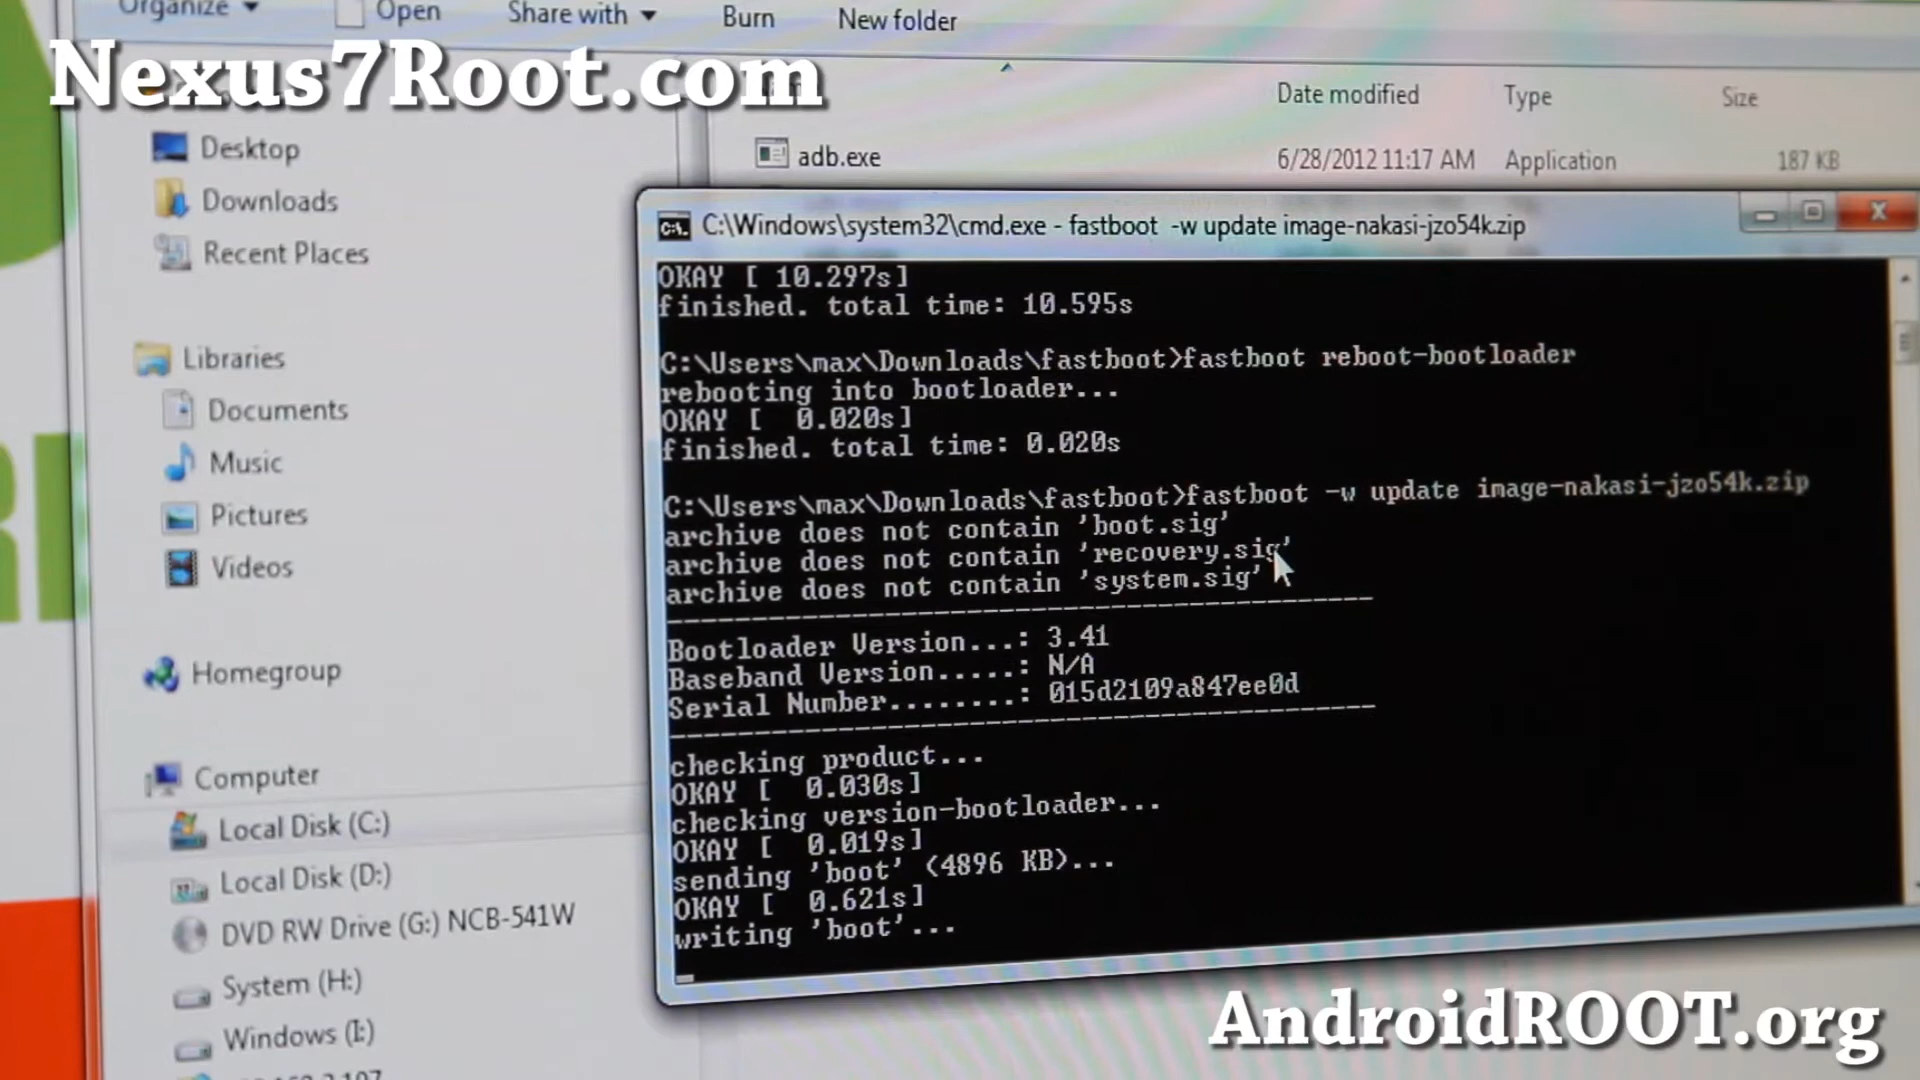 Organize
Open
Share with
Burn
New folder
Nexus7Root.com
Date modified
Type
Size
Desktop
adb.exe
6/28/2012 11:17 AM
Application
187 KB
Downloads
Recent Places
Libraries
Documents
Music
Pictures
Videos
Homegroup
Computer
Local Disk (C:)
Local Disk (D:)
DVD RW Drive (G:) NCB-541W
System (H:)
Windows (I:)
C:\Windows\system32\cmd.exe - fastboot -w update image-nakasi-jzo54k.zip
OKAY [ 10.297s]
finished. total time: 10.595s
C:\Users\max\Downloads\fastboot>fastboot reboot-bootloader
rebooting into bootloader...
OKAY [ 0.020s]
finished. total time: 0.020s
C:\Users\max\Downloads\fastboot>fastboot -w update image-nakasi-jzo54k.zip
archive does not contain 'boot.sig'
archive does not contain 'recovery.sig'
archive does not contain 'system.sig'
--------------------------------------------
Bootloader Version...: 3.41
Baseband Version.....: N/A
Serial Number........: 015d2109a847ee0d
--------------------------------------------
checking product...
OKAY [ 0.030s]
checking version-bootloader...
OKAY [ 0.019s]
sending 'boot' (4896 KB)...
OKAY [ 0.621s]
writing 'boot'...
AndroidROOT.org